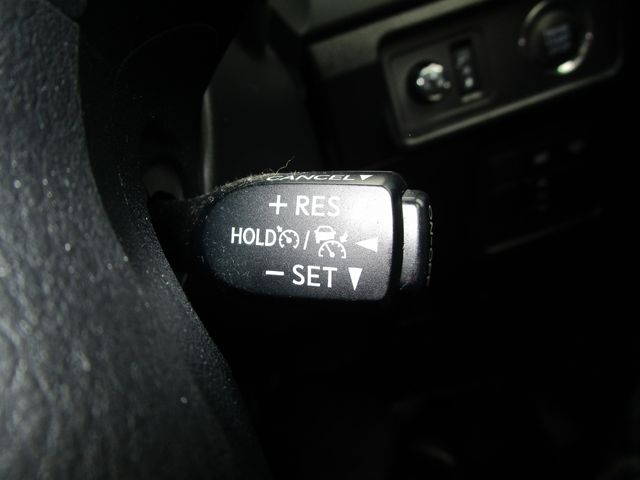 CANCEL▼
+ RES
HOLD / ◄
− SET ▼